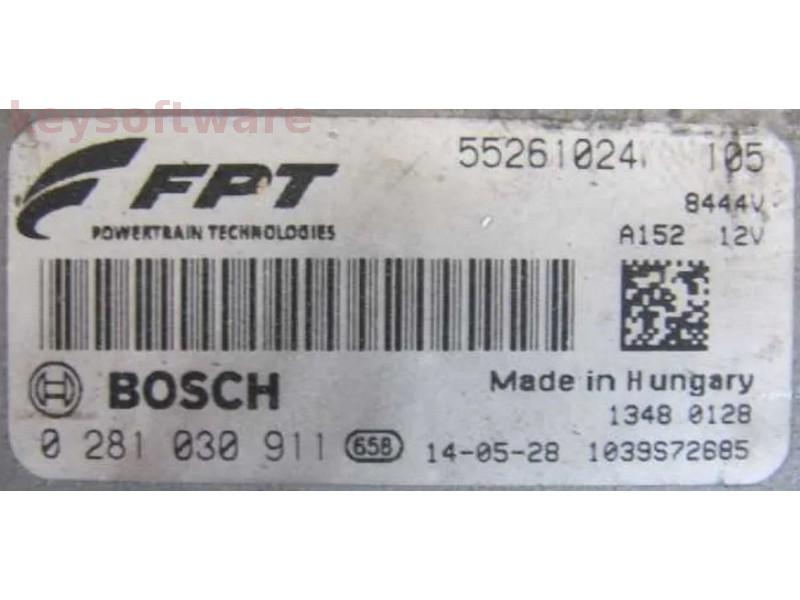 keysoftware
FPT 55261024 105
POWERTRAIN TECHNOLOGIES 8444V
A152 12V
BOSCH Made in Hungary
1348 0128
0 281 030 911 658 14-05-28 1039S72685